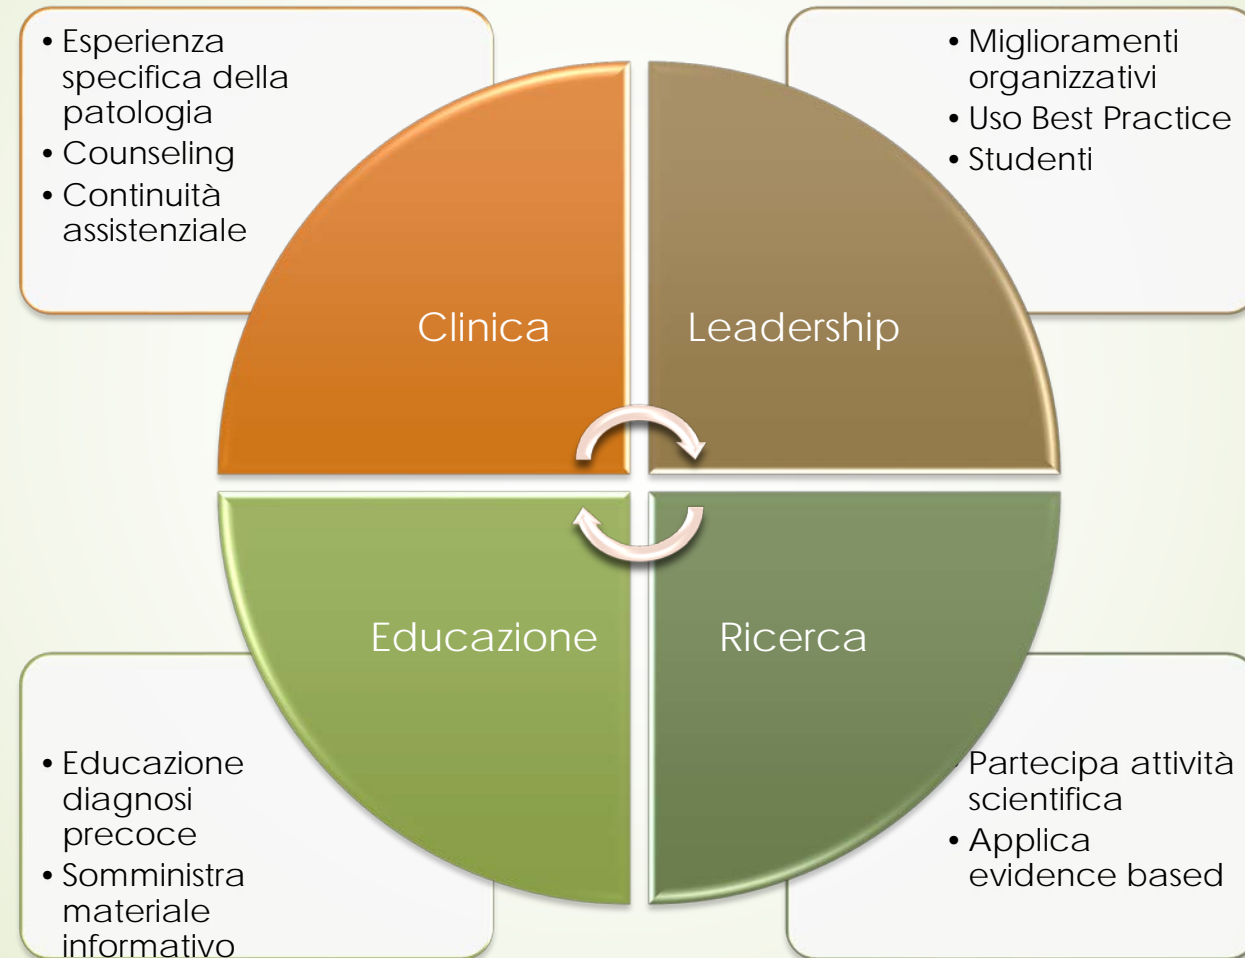 • Esperienza
specifica della
patologia
• Counseling
• Continuità
assistenziale
• Miglioramenti
organizzativi
• Uso Best Practice
• Studenti
Clinica
Leadership
Educazione
Ricerca
• Educazione
diagnosi
precoce
• Somministra
materiale
informativo
• Partecipa attività
scientifica
• Applica
evidence based